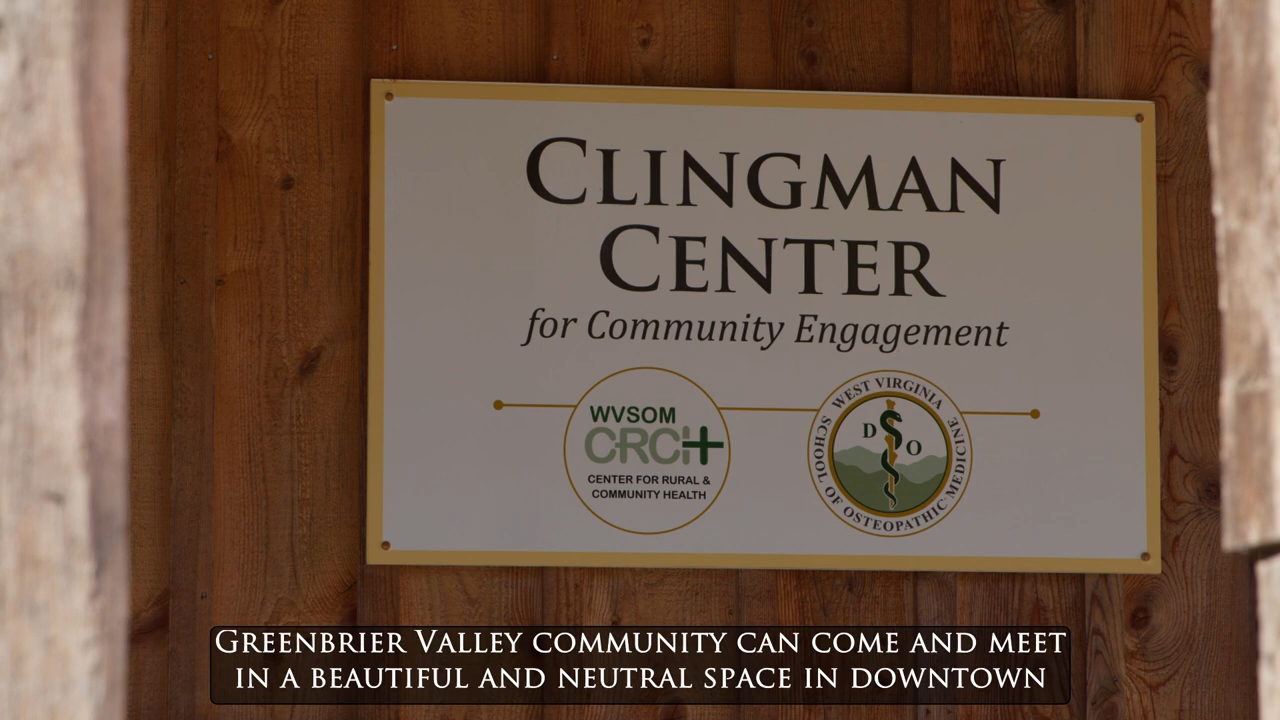 CLINGMAN
CENTER
for Community Engagement
WVSOM
CRCH
CENTER FOR RURAL &
COMMUNITY HEALTH
WEST VIRGINIA
SCHOOL OF OSTEOPATHIC MEDICINE
D O
GREENBRIER VALLEY COMMUNITY CAN COME AND MEET
IN A BEAUTIFUL AND NEUTRAL SPACE IN DOWNTOWN